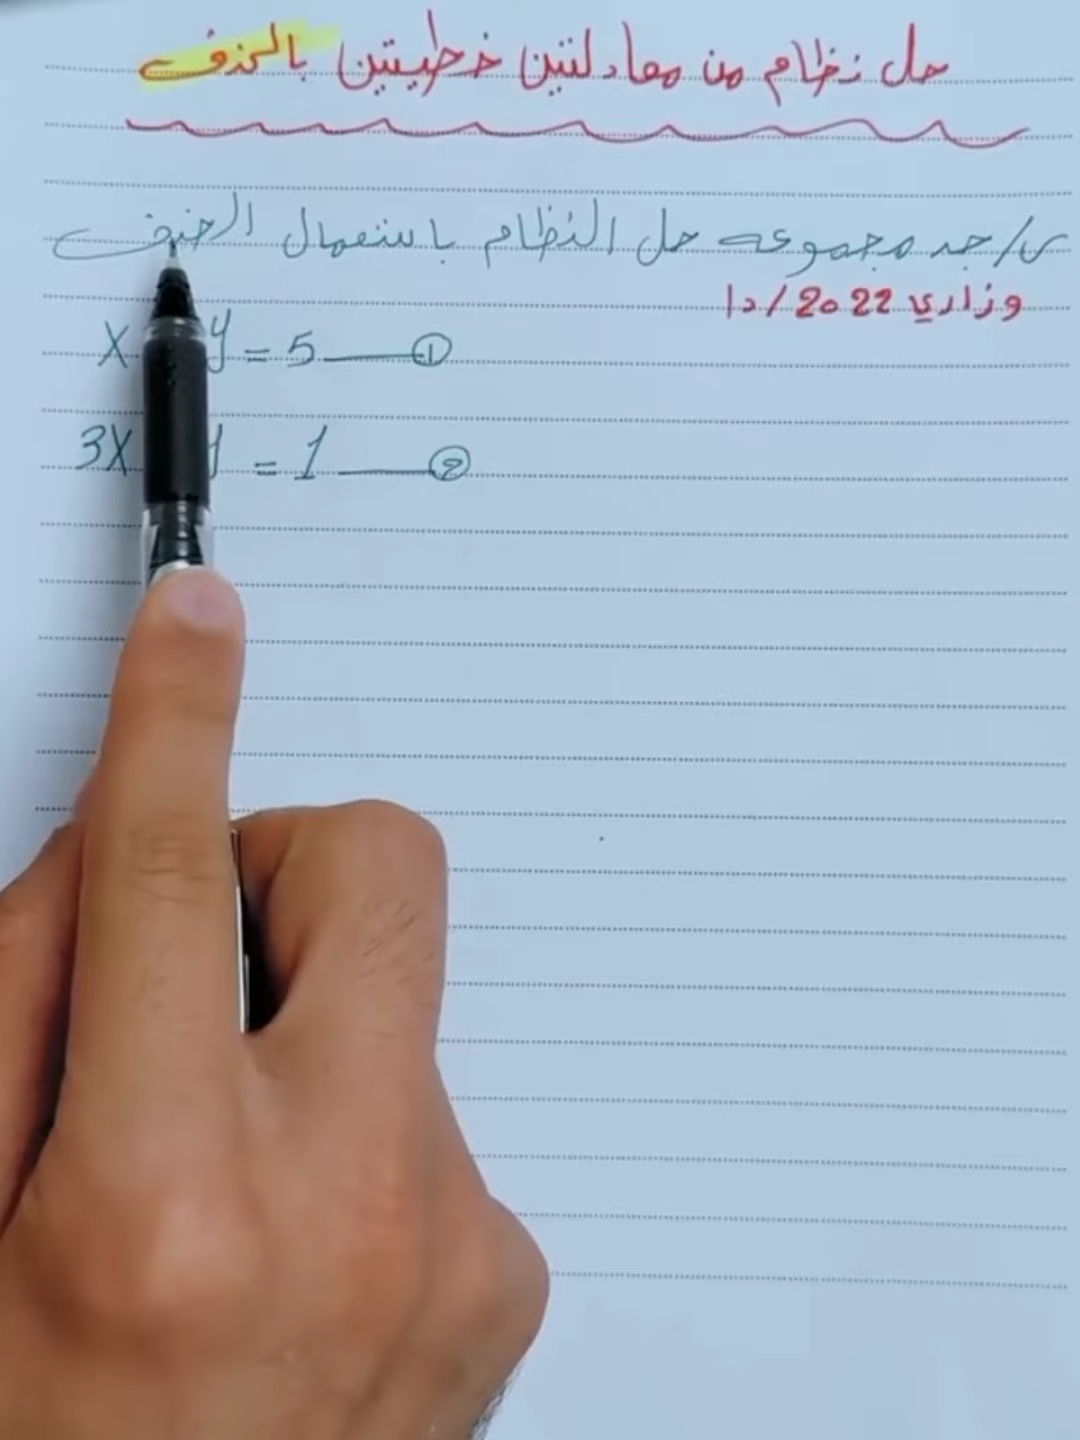 حل نظام من معادلتين خطيتين بالحذف
س/جد مجموعه حل النظام باستعمال الحذف
وزاري 2022/د1
x y = 5 ——①
3x y = 1 ——②